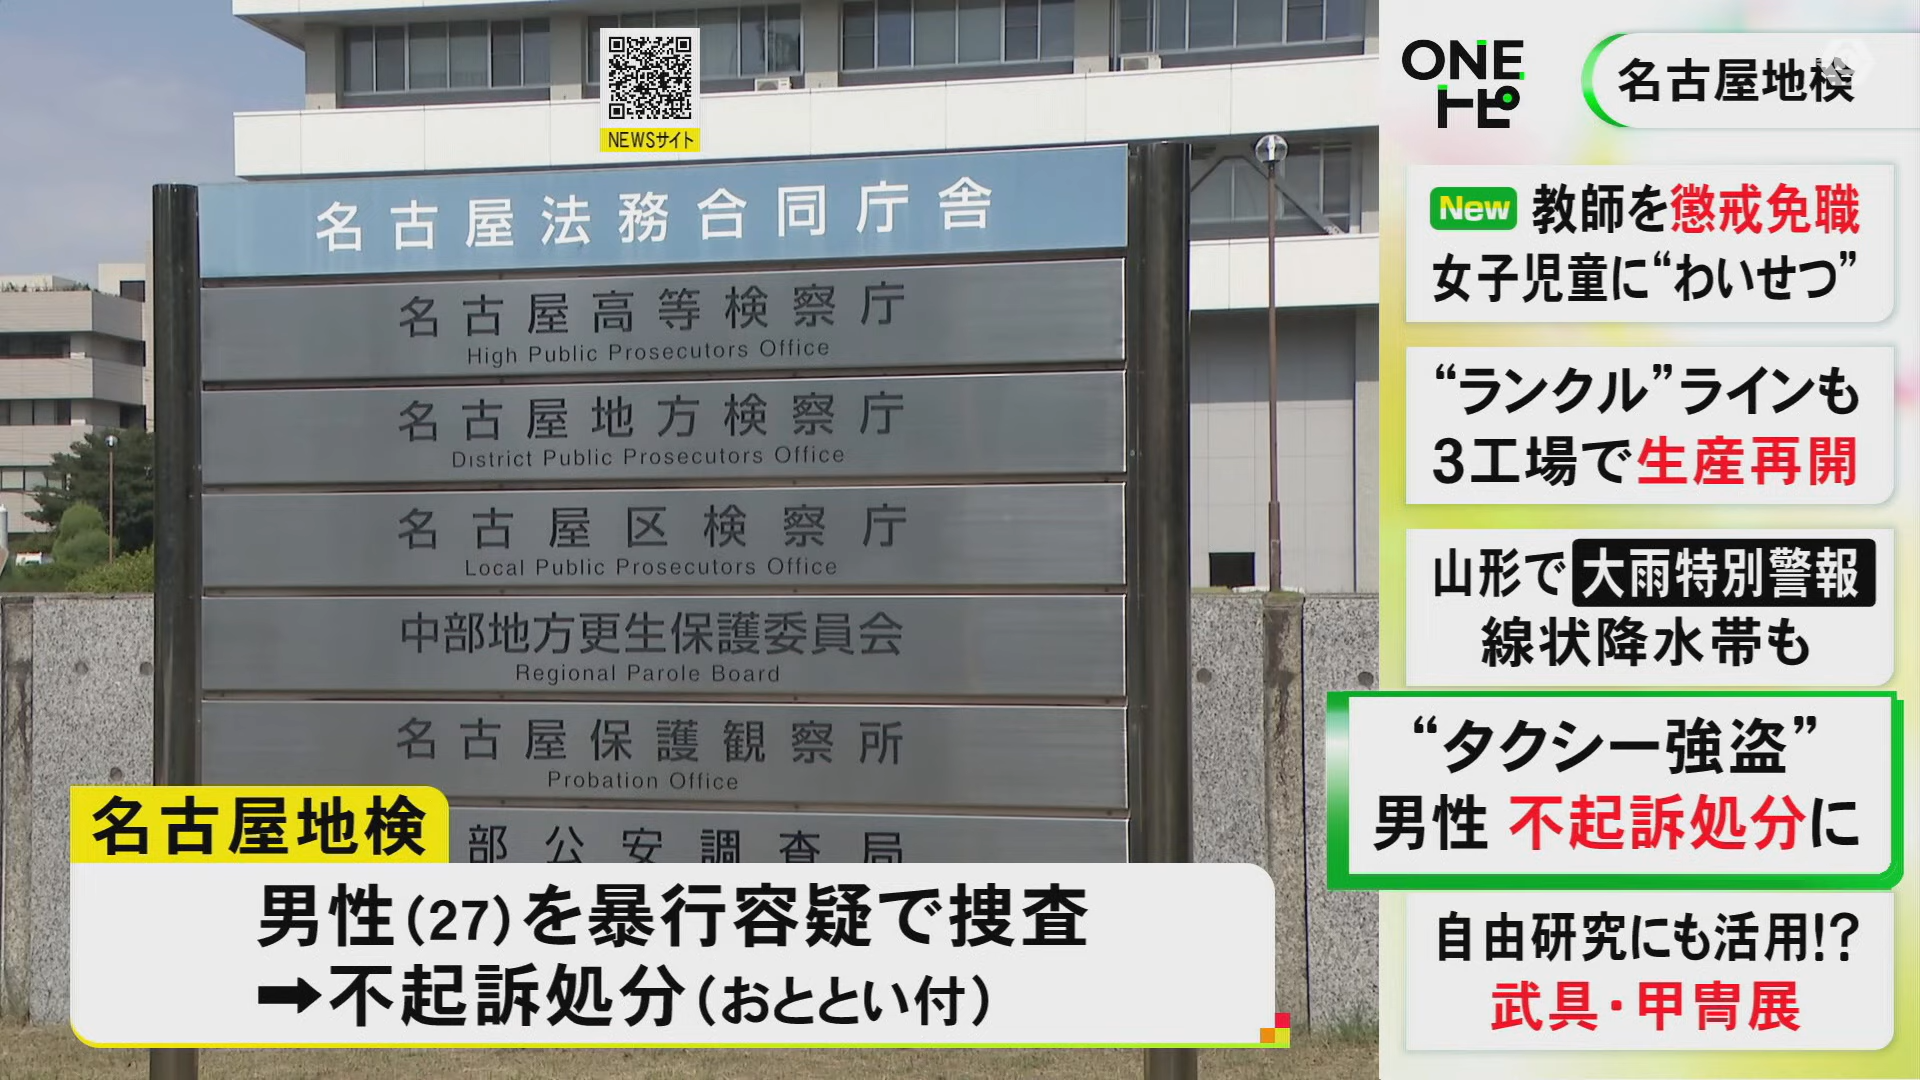 NEWSサイト
名古屋法務合同庁舎
名古屋高等検察庁
High Public Prosecutors Office
名古屋地方検察庁
District Public Prosecutors Office
名古屋区検察庁
Local Public Prosecutors Office
中部地方更生保護委員会
Regional Parole Board
名古屋保護観察所
Probation Office
部公安調査局
名古屋地検
男性(27)を暴行容疑で捜査
➡不起訴処分(おととい付)
ONE
トピ
名古屋地検
New 教師を懲戒免職
女子児童に“わいせつ”
“ランクル”ラインも
3工場で生産再開
山形で大雨特別警報
線状降水帯も
“タクシー強盗”
男性 不起訴処分に
自由研究にも活用!?
武具・甲冑展